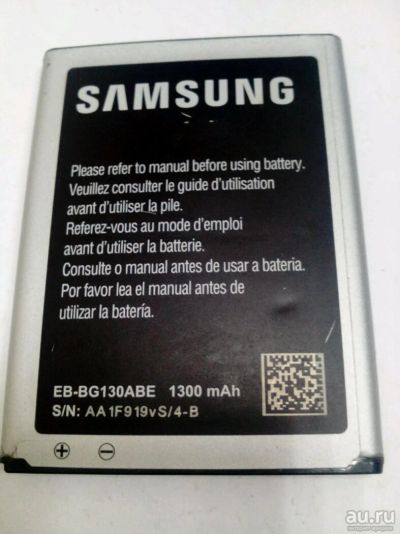 SAMSUNG
Please refer to manual before using battery.
Veuillez consulter le guide d'utilisation
avant d'utiliser la pile.
Referez-vous au mode d'emploi
avant d'utiliser la batterie.
Consulte o manual antes de usar a bateria.
Por favor lea el manual antes de
utilizar la batería.
EB-BG130ABE 1300 mAh
S/N: AA1F919vS/4-B
au.ru